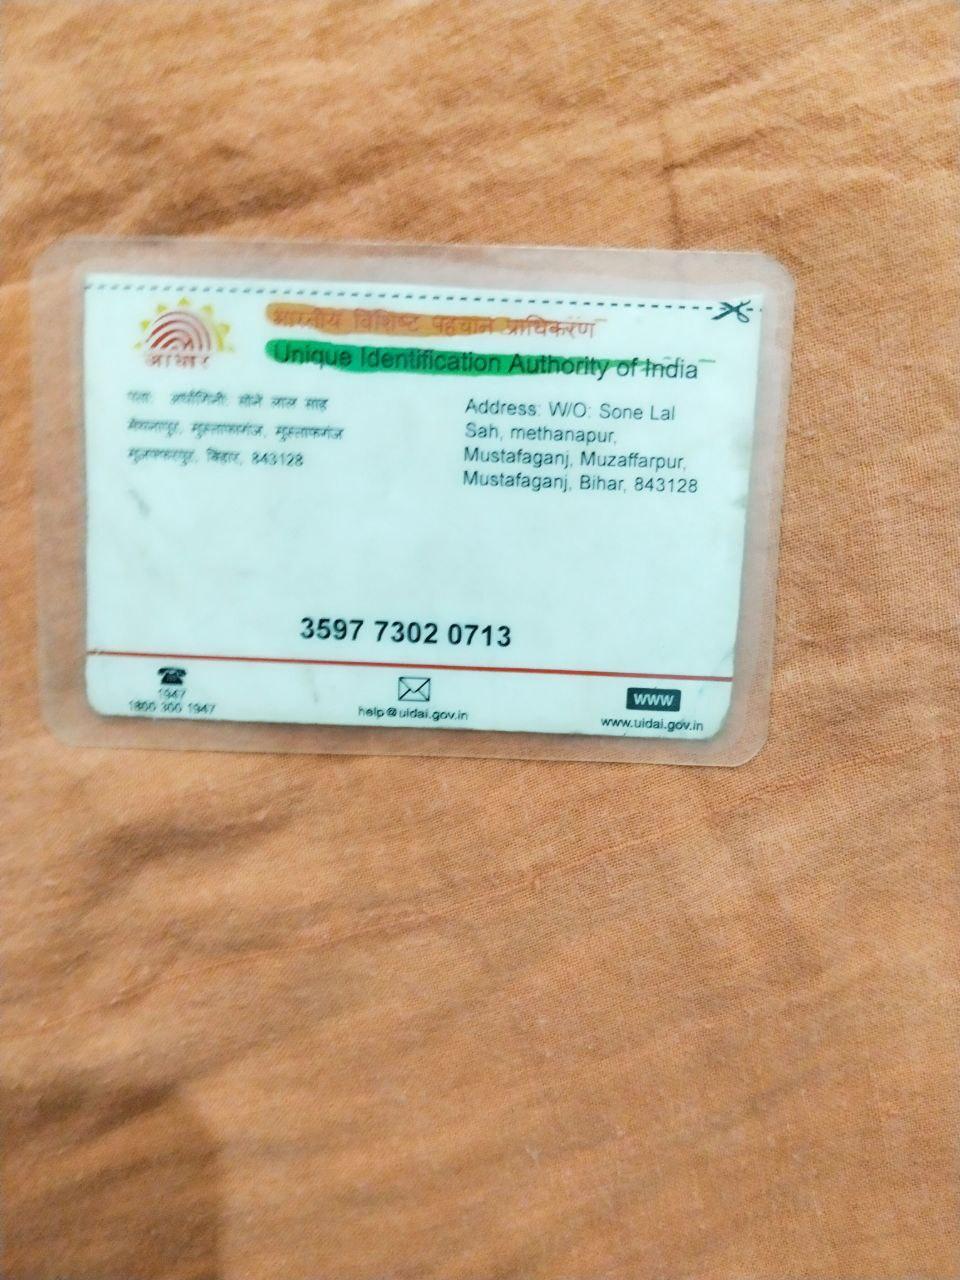 भारतीय विशिष्ट पहचान प्राधिकरण
Unique Identification Authority of India
आधार
पता: अर्धांगिनी: सोने लाल साह
मेथनापुर, मुस्तफागंज, मुस्तफागंज
मुजफ्फरपुर, बिहार, 843128
Address: W/O: Sone Lal
Sah, methanapur,
Mustafaganj, Muzaffarpur,
Mustafaganj, Bihar, 843128
3597 7302 0713
1947
1800 300 1947
help@uidai.gov.in
www
www.uidai.gov.in